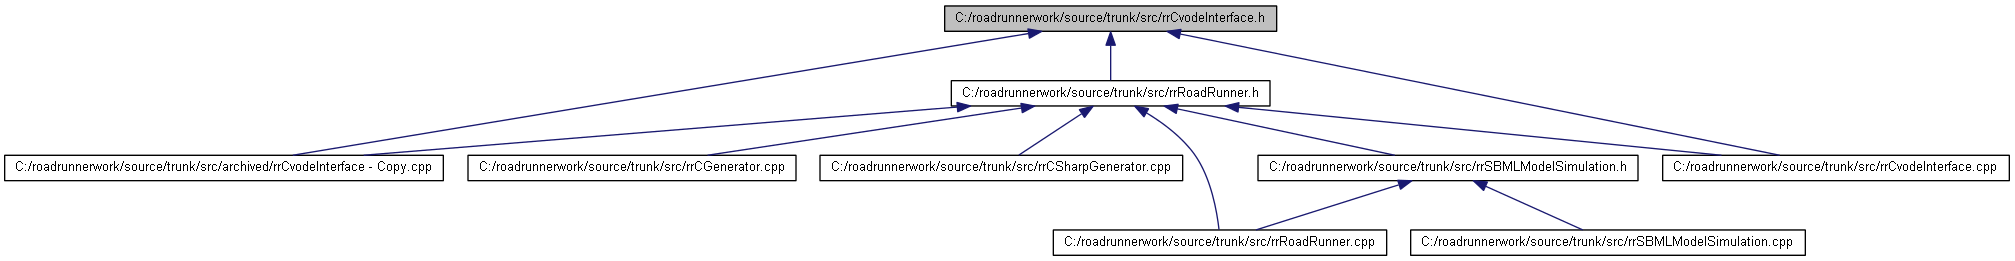 C:/roadrunnerwork/source/trunk/src/rrCvodeInterface.h
C:/roadrunnerwork/source/trunk/src/rrRoadRunner.h
C:/roadrunnerwork/source/trunk/src/archived/rrCvodeInterface - Copy.cpp
C:/roadrunnerwork/source/trunk/src/rrCGenerator.cpp
C:/roadrunnerwork/source/trunk/src/rrCSharpGenerator.cpp
C:/roadrunnerwork/source/trunk/src/rrSBMLModelSimulation.h
C:/roadrunnerwork/source/trunk/src/rrCvodeInterface.cpp
C:/roadrunnerwork/source/trunk/src/rrRoadRunner.cpp
C:/roadrunnerwork/source/trunk/src/rrSBMLModelSimulation.cpp